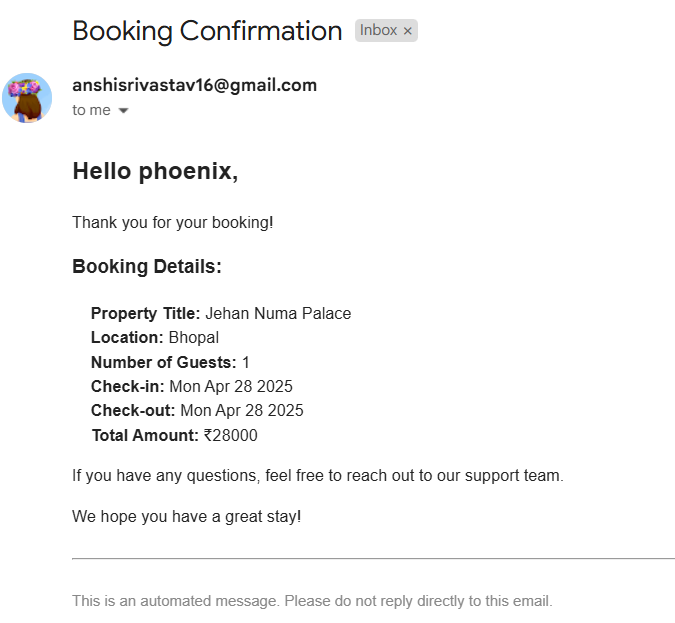 Booking Confirmation Inbox ×
anshisrivastav16@gmail.com
to me
Hello phoenix,
Thank you for your booking!
Booking Details:
Property Title: Jehan Numa Palace
Location: Bhopal
Number of Guests: 1
Check-in: Mon Apr 28 2025
Check-out: Mon Apr 28 2025
Total Amount: ₹28000
If you have any questions, feel free to reach out to our support team.
We hope you have a great stay!
This is an automated message. Please do not reply directly to this email.